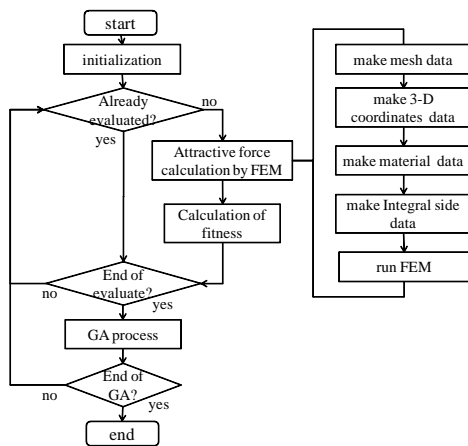 start
initialization
Already
evaluated?
no
yes
Attractive force
calculation by FEM
Calculation of
fitness
End of
evaluate?
no
yes
GA process
End of
GA?
no
yes
end
make mesh data
make 3-D
coordinates data
make material data
make Integral side
data
run FEM